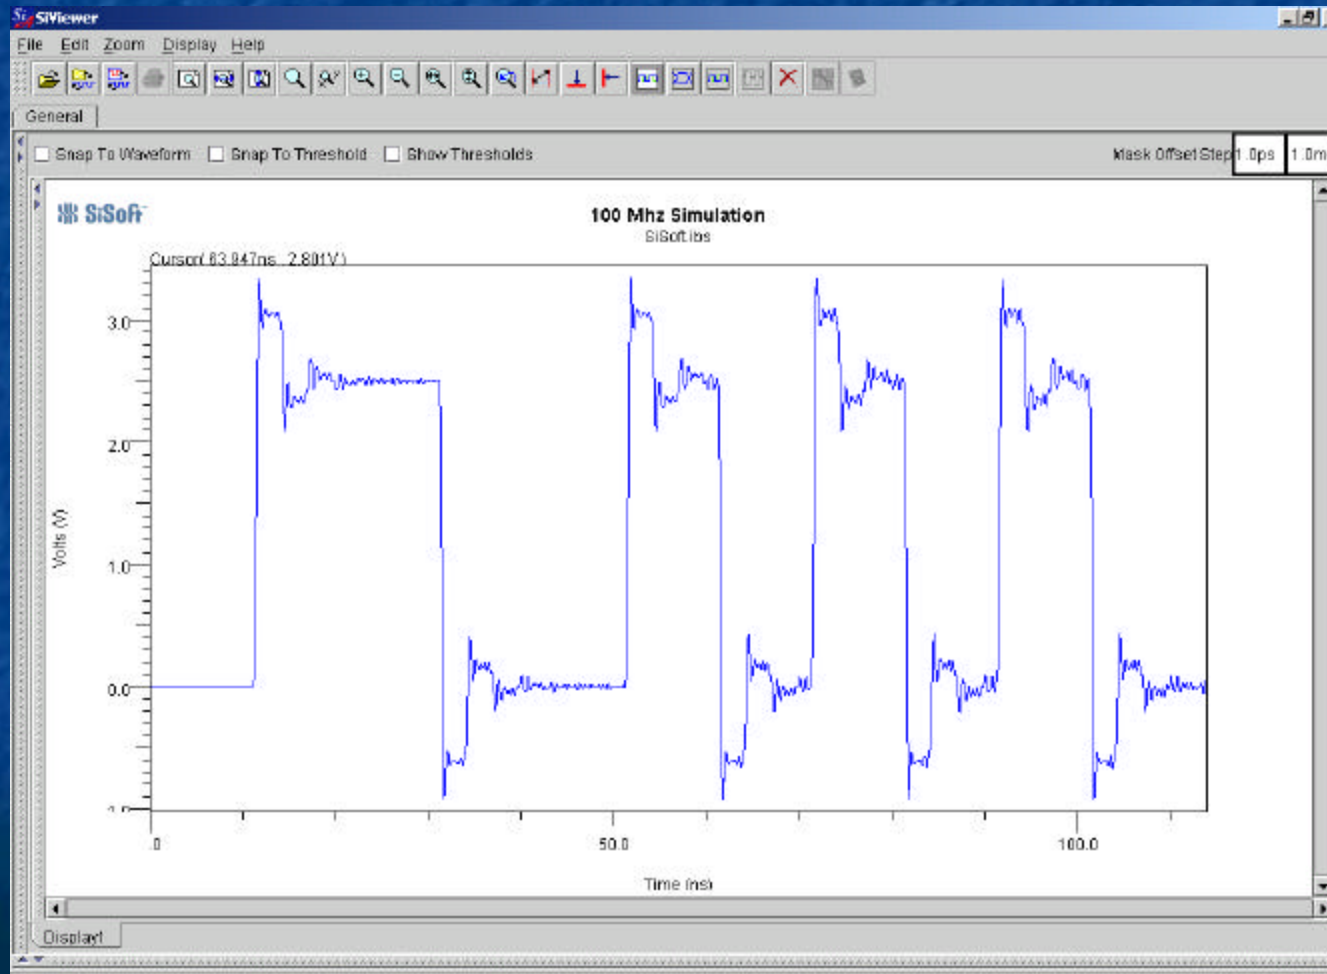 SiViewer
File Edit Zoom Display Help
General
Snap To Waveform Snap To Threshold Show Thresholds Mask Offset Step 1.0ps 1.0m
SiSoft
100 Mhz Simulation
SiSoft.ibs
Cursor( 63.947ns , 2.801V )
3.0
2.0
Volts (V)
1.0
0.0
.0 50.0 100.0
Time (ns)
Display1